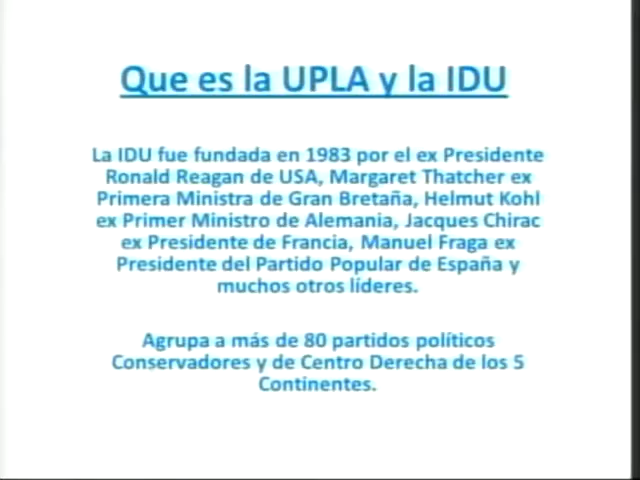 Que es la UPLA y la IDU
La IDU fue fundada en 1983 por el ex Presidente
Ronald Reagan de USA, Margaret Thatcher ex
Primera Ministra de Gran Bretaña, Helmut Kohl
ex Primer Ministro de Alemania, Jacques Chirac
ex Presidente de Francia, Manuel Fraga ex
Presidente del Partido Popular de España y
muchos otros líderes.
Agrupa a más de 80 partidos políticos
Conservadores y de Centro Derecha de los 5
Continentes.